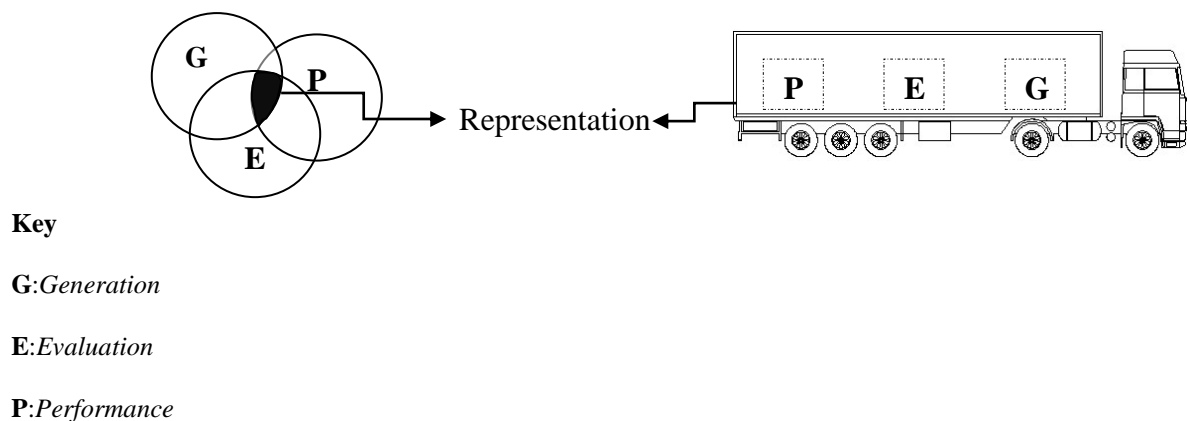 G
P
E
Representation
P E G
Key
G:Generation
E:Evaluation
P:Performance